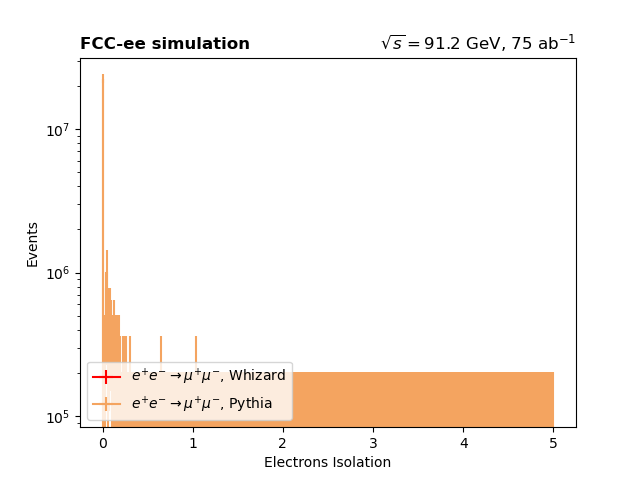 FCC-ee simulation
√s = 91.2 GeV, 75 ab⁻¹
Events
10⁷
10⁶
10⁵
e⁺e⁻ → μ⁺μ⁻, Whizard
e⁺e⁻ → μ⁺μ⁻, Pythia
0 1 2 3 4 5
Electrons Isolation